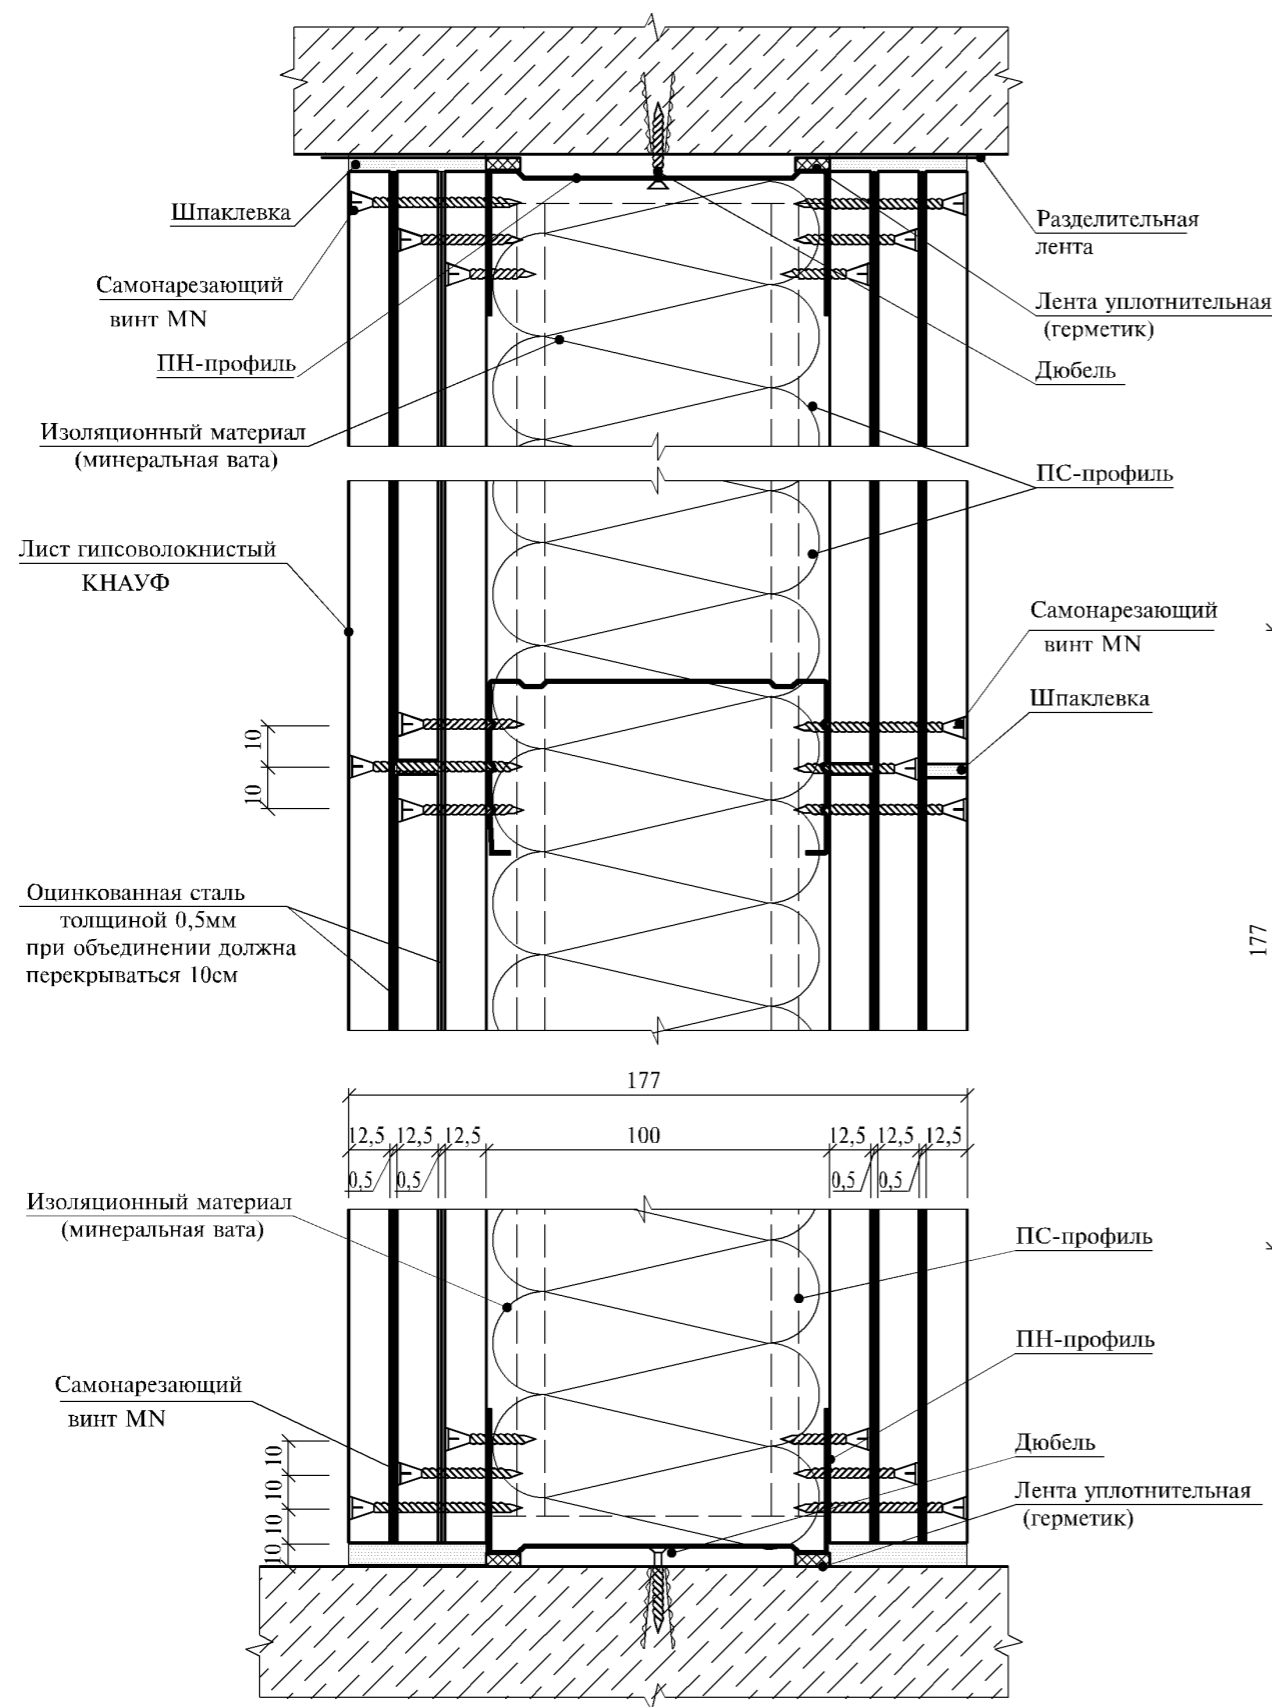 Шпаклевка
Самонарезающий
винт MN
ПН-профиль
Изоляционный материал
(минеральная вата)
Разделительная
лента
Лента уплотнительная
(герметик)
Дюбель
ПС-профиль
Лист гипсоволокнистый
КНАУФ
Самонарезающий
винт MN
Шпаклевка
10
10
Оцинкованная сталь
толщиной 0,5мм
при объединении должна
перекрываться 10см
177
177
12,5 12,5 12,5 100 12,5 12,5 12,5
0,5 0,5 0,5 0,5
Изоляционный материал
(минеральная вата)
ПС-профиль
ПН-профиль
Самонарезающий
винт MN
Дюбель
Лента уплотнительная
(герметик)
10
10
10
10